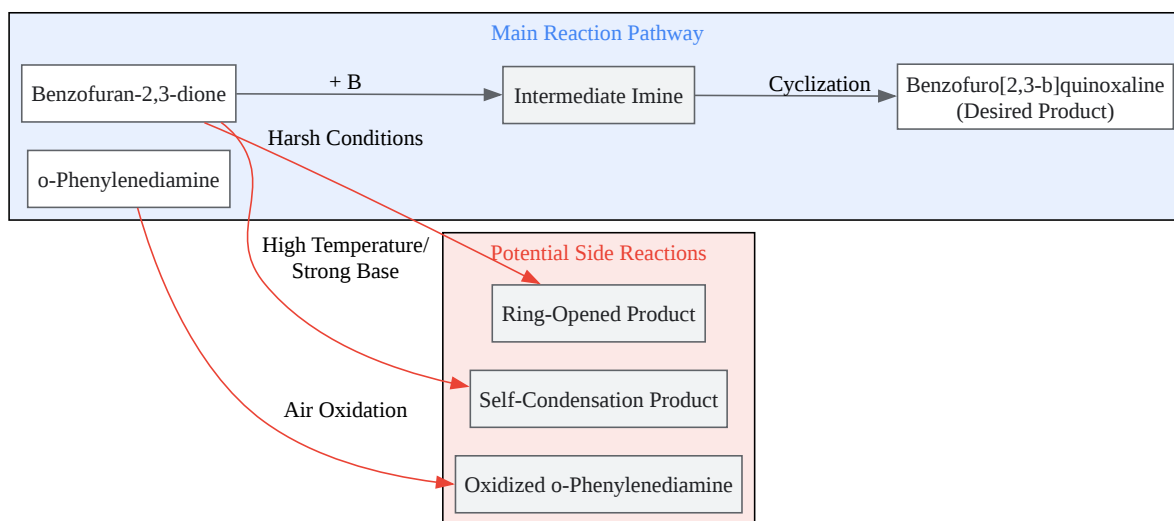 Main Reaction Pathway
Benzofuran-2,3-dione
+ B
Intermediate Imine
Cyclization
Benzofuro[2,3-b]quinoxaline
(Desired Product)
Harsh Conditions
o-Phenylenediamine
High Temperature/
Strong Base
Potential Side Reactions
Ring-Opened Product
Self-Condensation Product
Air Oxidation
Oxidized o-Phenylenediamine